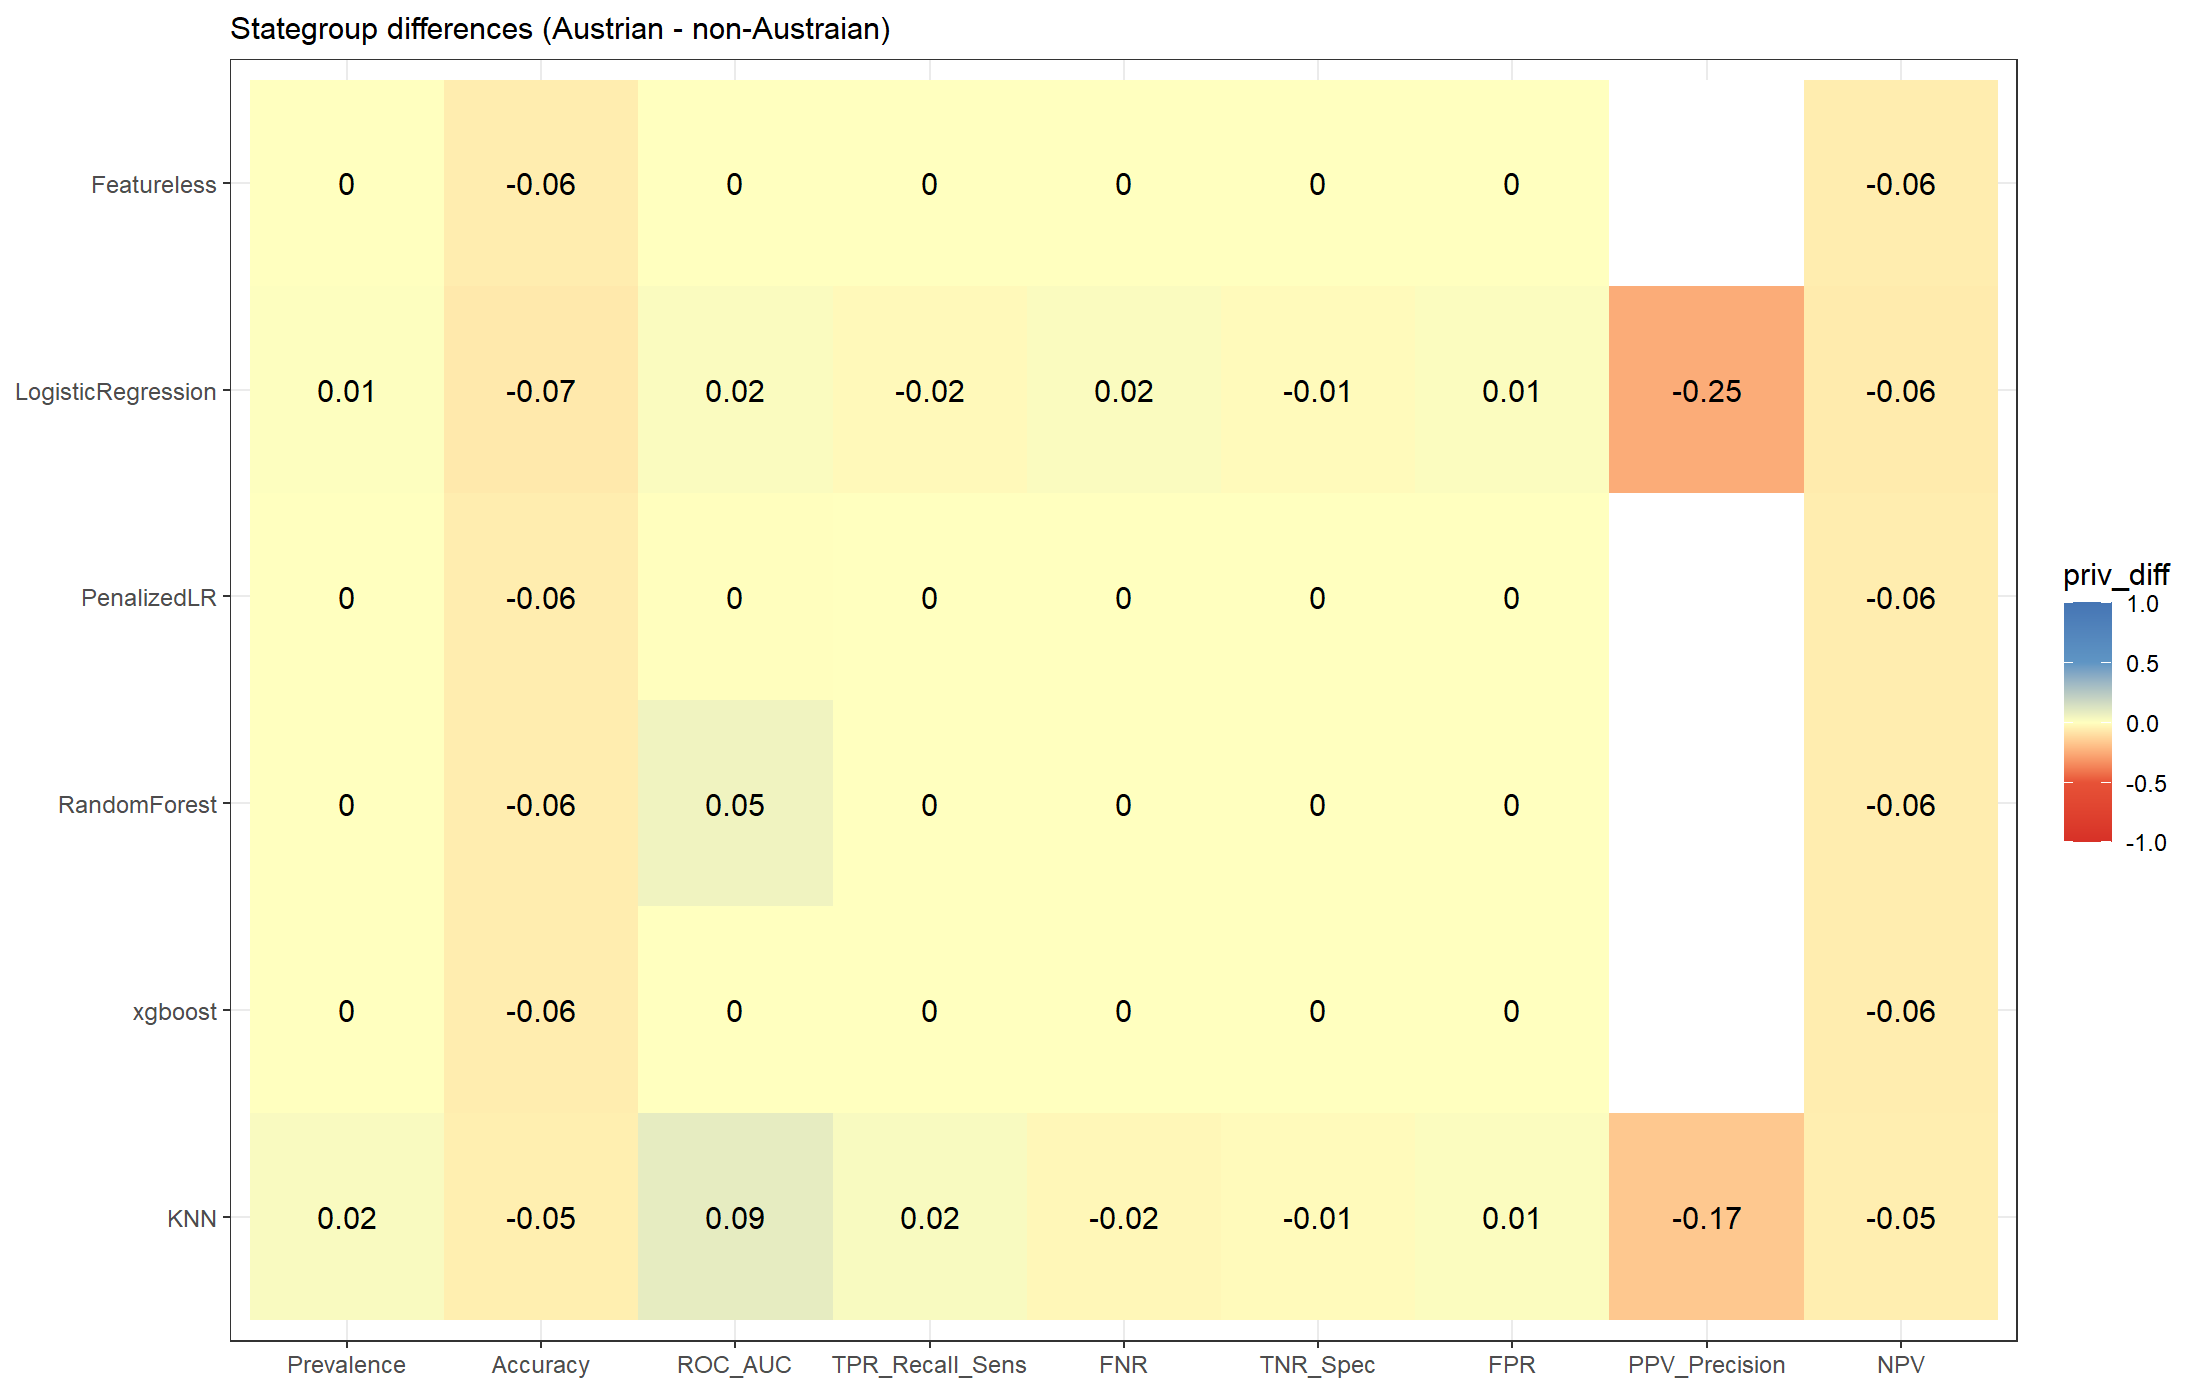 Stategroup differences (Austrian - non-Austraian)
Featureless 0 -0.06 0 0 0 0 0 -0.06
LogisticRegression 0.01 -0.07 0.02 -0.02 0.02 -0.01 0.01 -0.25 -0.06
PenalizedLR 0 -0.06 0 0 0 0 0 -0.06
RandomForest 0 -0.06 0.05 0 0 0 0 -0.06
xgboost 0 -0.06 0 0 0 0 0 -0.06
KNN 0.02 -0.05 0.09 0.02 -0.02 -0.01 0.01 -0.17 -0.05
Prevalence Accuracy ROC_AUC TPR_Recall_Sens FNR TNR_Spec FPR PPV_Precision NPV
priv_diff
1.0
0.5
0.0
-0.5
-1.0